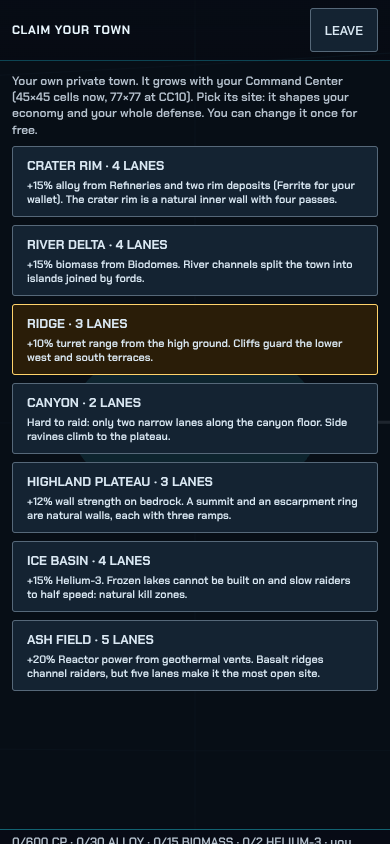 CLAIM YOUR TOWN
LEAVE
Your own private town. It grows with your Command Center
(45×45 cells now, 77×77 at CC10). Pick its site: it shapes your
economy and your whole defense. You can change it once for
free.
CRATER RIM · 4 LANES
+15% alloy from Refineries and two rim deposits (Ferrite for your
wallet). The crater rim is a natural inner wall with four passes.
RIVER DELTA · 4 LANES
+15% biomass from Biodomes. River channels split the town into
islands joined by fords.
RIDGE · 3 LANES
+10% turret range from the high ground. Cliffs guard the lower
west and south terraces.
CANYON · 2 LANES
Hard to raid: only two narrow lanes along the canyon floor. Side
ravines climb to the plateau.
HIGHLAND PLATEAU · 3 LANES
+12% wall strength on bedrock. A summit and an escarpment ring
are natural walls, each with three ramps.
ICE BASIN · 4 LANES
+15% Helium-3. Frozen lakes cannot be built on and slow raiders
to half speed: natural kill zones.
ASH FIELD · 5 LANES
+20% Reactor power from geothermal vents. Basalt ridges
channel raiders, but five lanes make it the most open site.
0/600 CP · 0/30 ALLOY · 0/15 BIOMASS · 0/2 HELIUM-3 · you